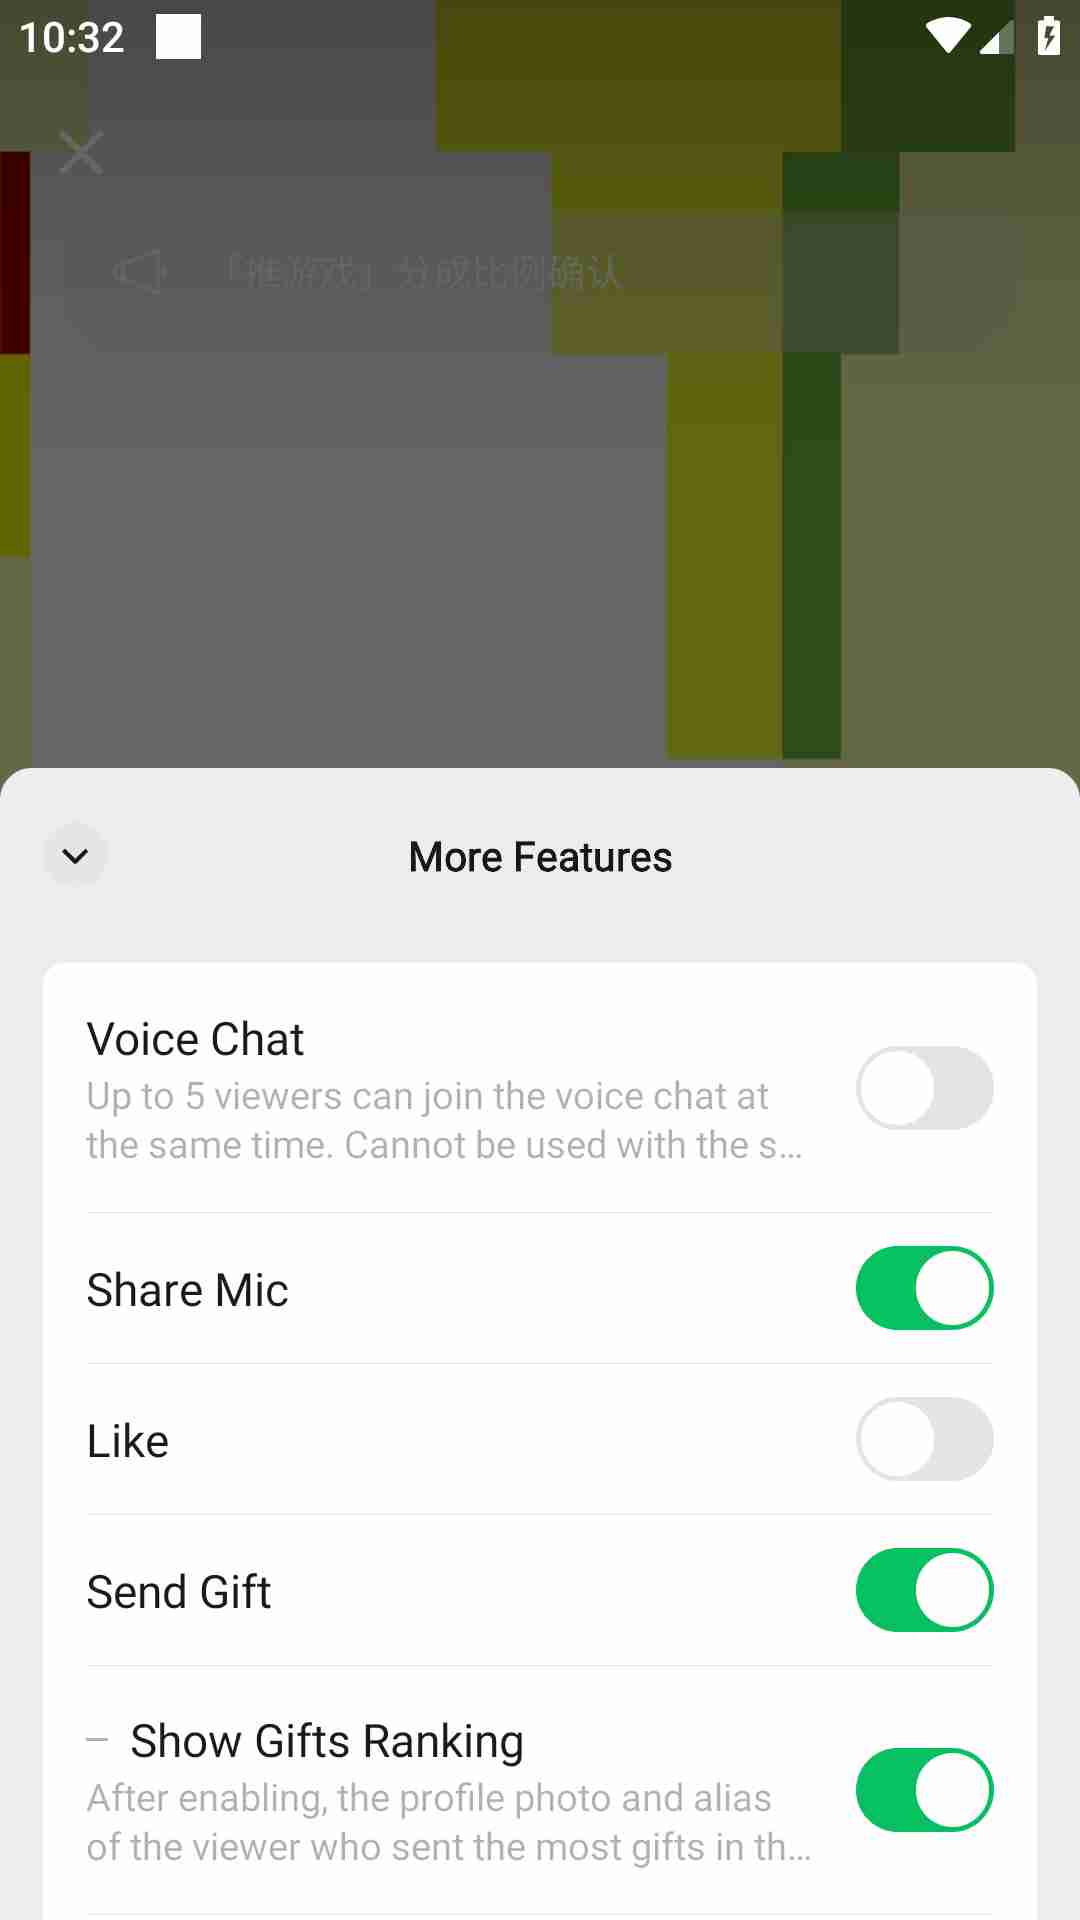 10:32
「推游戏」分成比例确认
More Features
Voice Chat
Up to 5 viewers can join the voice chat at
the same time. Cannot be used with the s...
Share Mic
Like
Send Gift
Show Gifts Ranking
After enabling, the profile photo and alias
of the viewer who sent the most gifts in th...